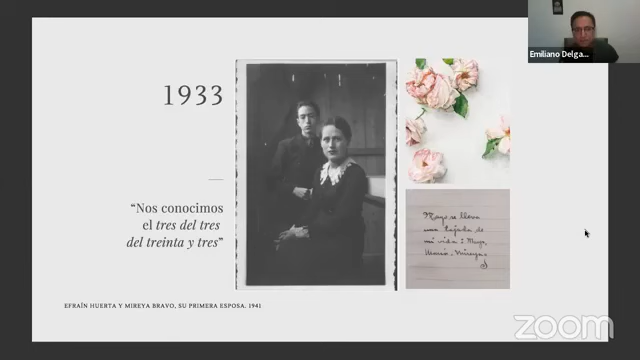 Emiliano Delga...
1933
“Nos conocimos
el tres del tres
del treinta y tres”
Mayo se lleva
una tajada de
mi vida: Mayo,
María, Mireya.
EFRAÍN HUERTA Y MIREYA BRAVO, SU PRIMERA ESPOSA. 1941
zoom